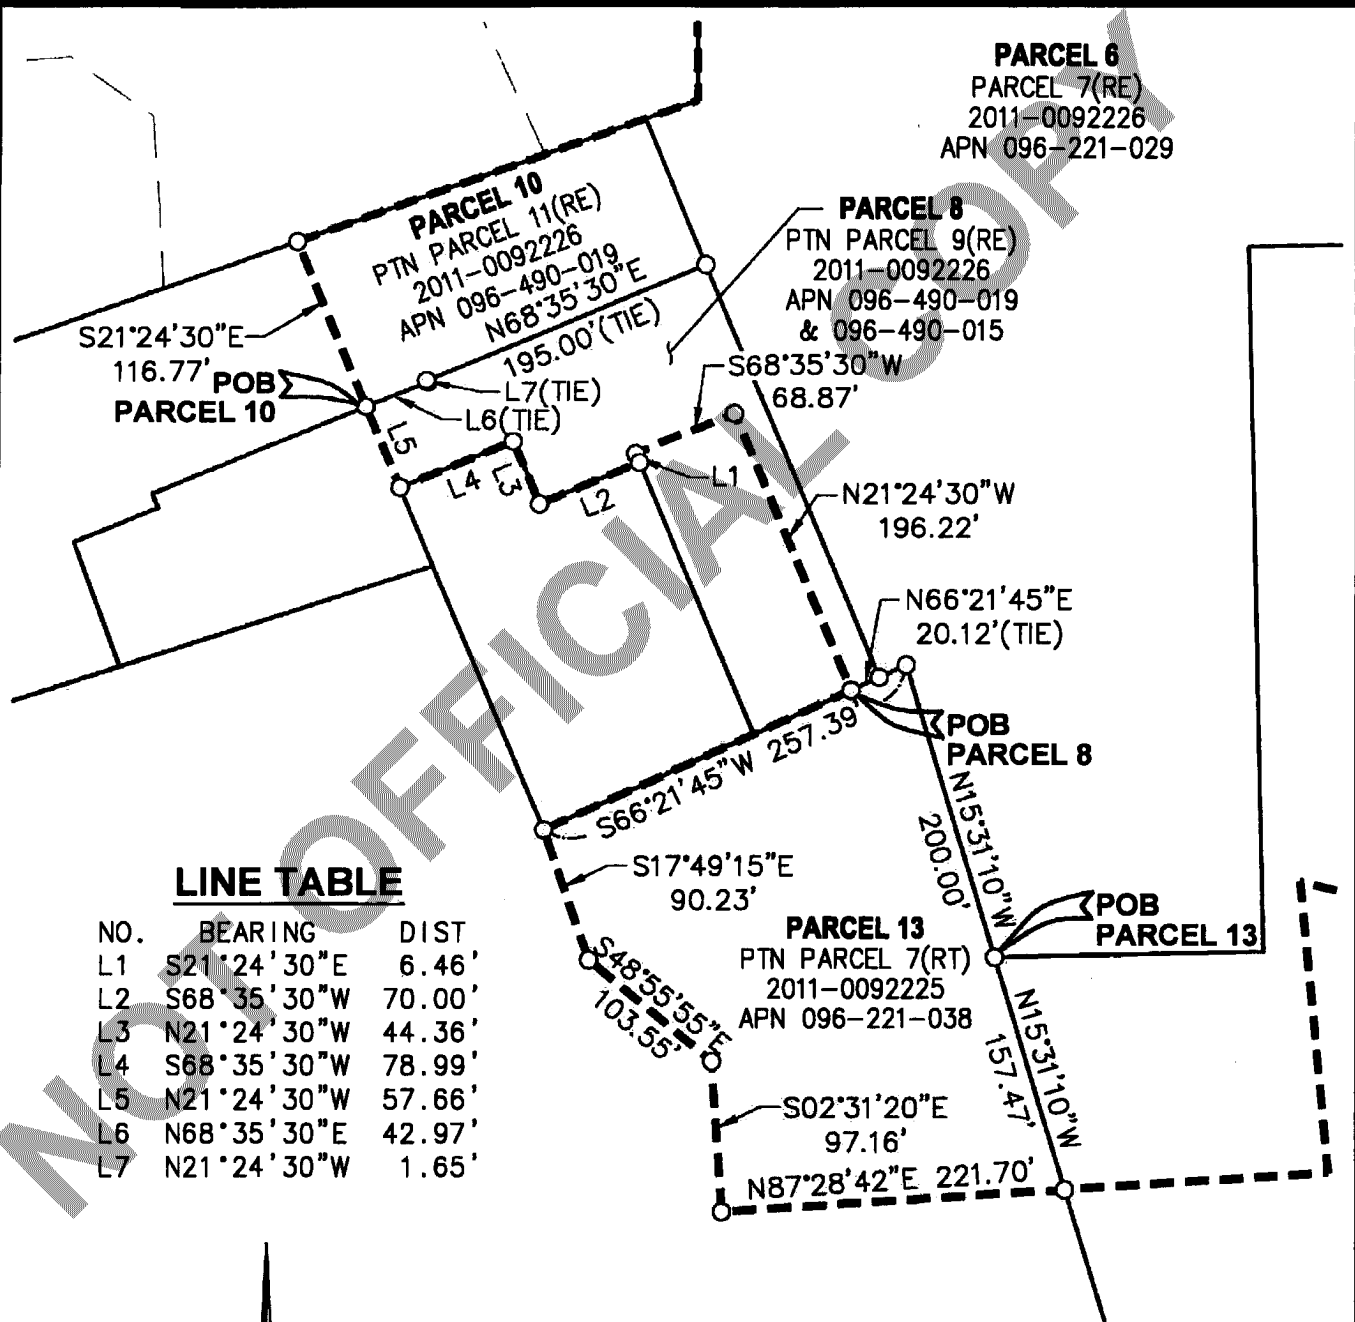 PARCEL 6
PARCEL 7(RE)
2011-0092226
APN 096-221-029
PARCEL 10
PTN PARCEL 11(RE)
2011-0092226
APN 096-490-019
N68°35'30"E
195.00'(TIE)
PARCEL 8
PTN PARCEL 9(RE)
2011-0092226
APN 096-490-019
& 096-490-015
S21°24'30"E
116.77'
POB
PARCEL 10
L7(TIE)
L6(TIE)
S68°35'30"W
68.87'
L5
L4
L3
L2
L1
N21°24'30"W
196.22'
N66°21'45"E
20.12'(TIE)
POB
PARCEL 8
S66°21'45"W 257.39'
N15°31'10"W
200.00'
S17°49'15"E
90.23'
POB
PARCEL 13
PARCEL 13
PTN PARCEL 7(RT)
2011-0092225
APN 096-221-038
S48°55'55"E
103.55'
N15°31'10"W
157.47'
S02°31'20"E
97.16'
N87°28'42"E 221.70'
LINE TABLE
NO. BEARING DIST
L1 S21°24'30"E 6.46'
L2 S68°35'30"W 70.00'
L3 N21°24'30"W 44.36'
L4 S68°35'30"W 78.99'
L5 N21°24'30"W 57.66'
L6 N68°35'30"E 42.97'
L7 N21°24'30"W 1.65'
NOT OFFICIAL COPY